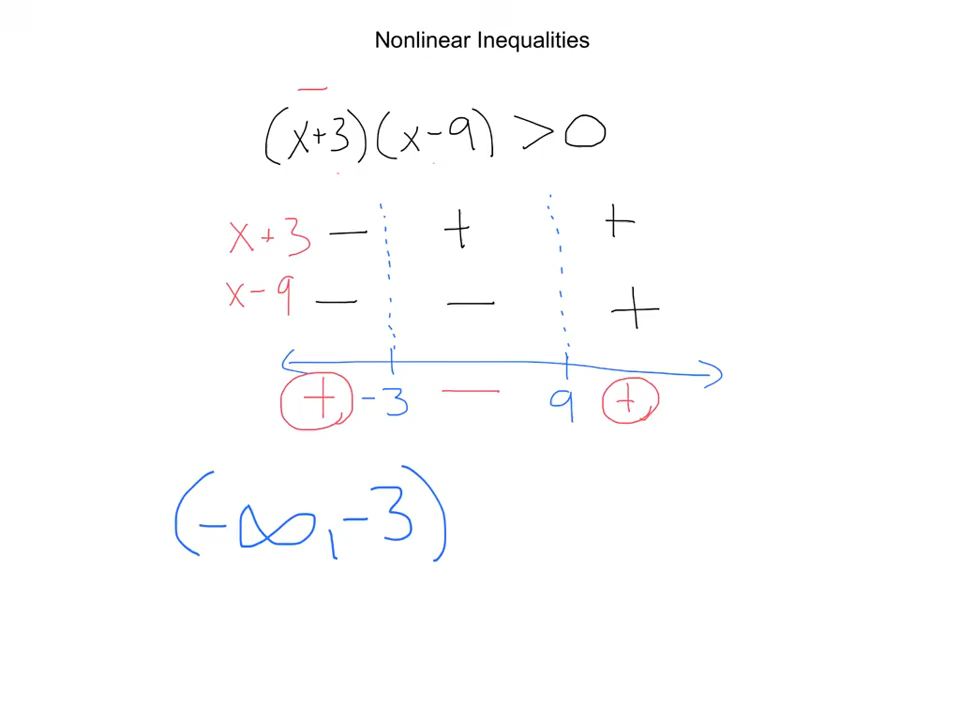 Nonlinear Inequalities
(x+3)(x-9) > 0
x+3 - + +
x-9 - - +
+ -3 - 9 +
(-∞, -3)